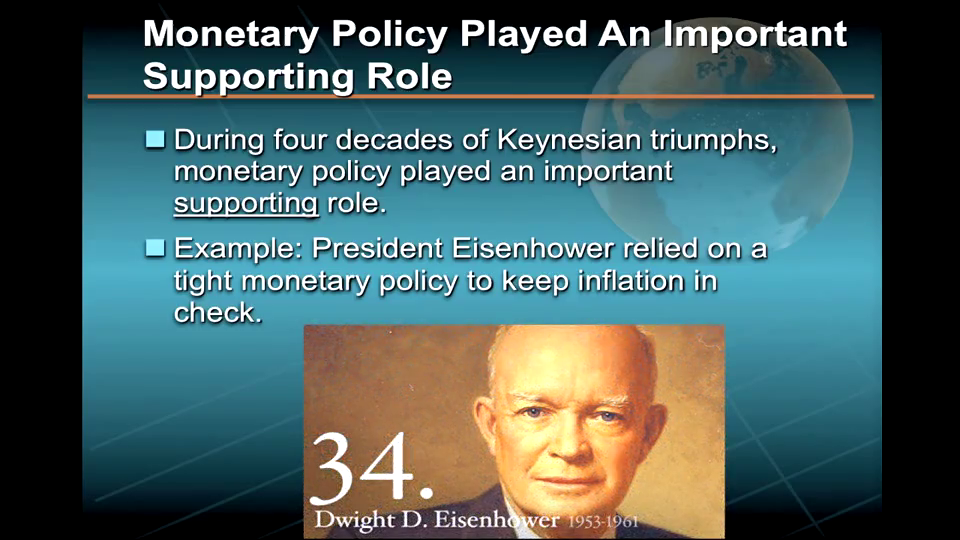 Monetary Policy Played An Important
Supporting Role
During four decades of Keynesian triumphs,
monetary policy played an important
supporting role.
Example: President Eisenhower relied on a
tight monetary policy to keep inflation in
check.
34.
Dwight D. Eisenhower 1953-1961